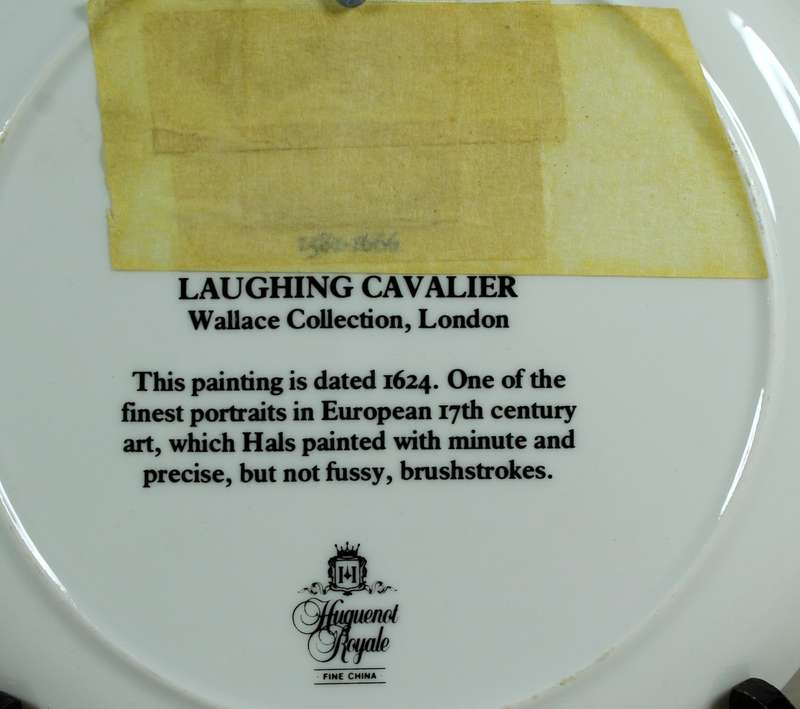 LAUGHING CAVALIER
Wallace Collection, London
This painting is dated 1624. One of the
finest portraits in European 17th century
art, which Hals painted with minute and
precise, but not fussy, brushstrokes.
H
Huguenot
Royale
FINE CHINA